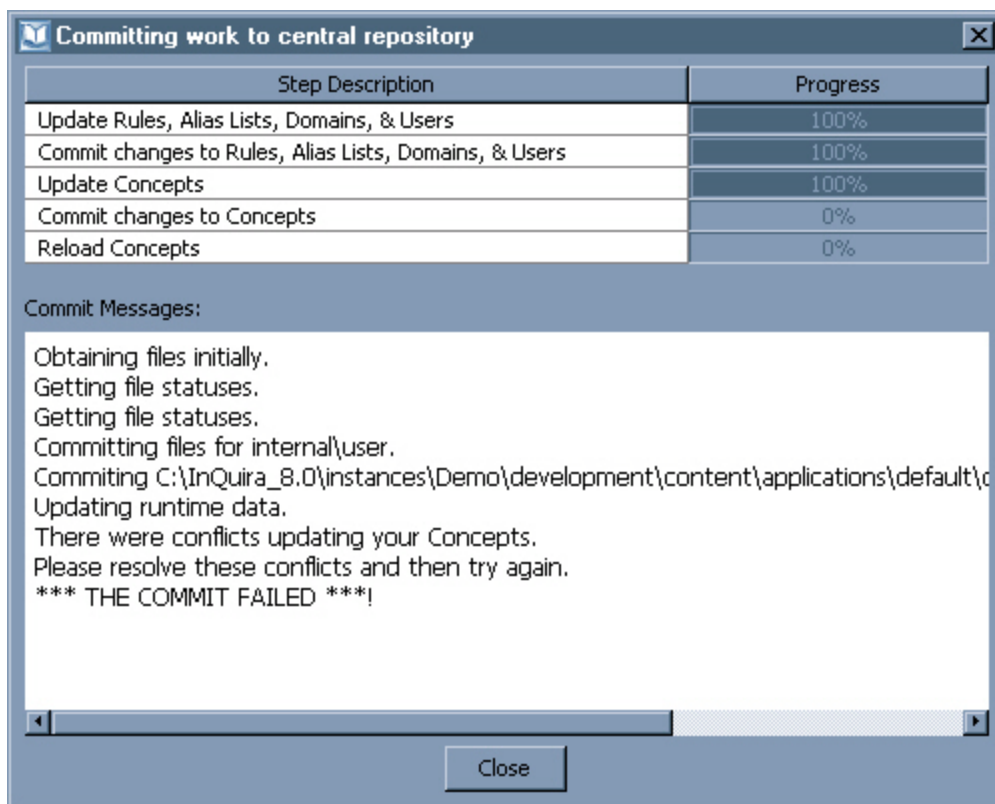 Committing work to central repository
Step Description Progress
Update Rules, Alias Lists, Domains, & Users 100%
Commit changes to Rules, Alias Lists, Domains, & Users 100%
Update Concepts 100%
Commit changes to Concepts 0%
Reload Concepts 0%
Commit Messages:
Obtaining files initially.
Getting file statuses.
Getting file statuses.
Committing files for internal\user.
Commiting C:\InQuira_8.0\instances\Demo\development\content\applications\default\
Updating runtime data.
There were conflicts updating your Concepts.
Please resolve these conflicts and then try again.
*** THE COMMIT FAILED ***!
Close